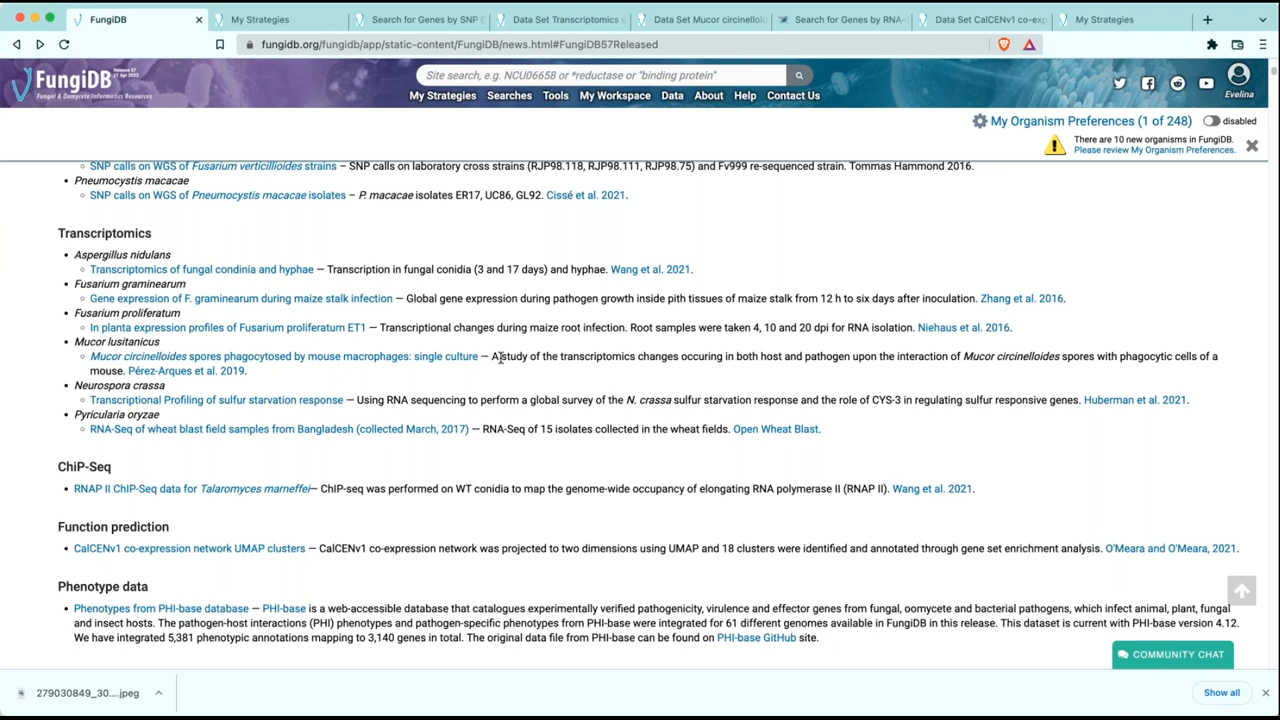 FungiDB
My Strategies
Search for Genes by SNP C
Data Set Transcriptomics o
Data Set Mucor circinelloid
Search for Genes by RNA-
Data Set CalCENv1 co-exp
My Strategies
fungidb.org/fungidb/app/static-content/FungiDB/news.html#FungiDB57Released
FungiDB
Release 57
21 Apr 2022
Fungal & Oomycete Informatics Resources
Site search, e.g. NCU06658 or *reductase or "binding protein"
My Strategies Searches Tools My Workspace Data About Help Contact Us
Evelina
My Organism Preferences (1 of 248) disabled
There are 10 new organisms in FungiDB.
Please review My Organism Preferences.
SNP calls on WGS of Fusarium verticillioides strains – SNP calls on laboratory cross strains (RJP98.118, RJP98.111, RJP98.75) and Fv999 re-sequenced strain. Tommas Hammond 2016.
Pneumocystis macacae
SNP calls on WGS of Pneumocystis macacae isolates – P. macacae isolates ER17, UC86, GL92. Cissé et al. 2021.
Transcriptomics
Aspergillus nidulans
Transcriptomics of fungal condinia and hyphae — Transcription in fungal conidia (3 and 17 days) and hyphae. Wang et al. 2021.
Fusarium graminearum
Gene expression of F. graminearum during maize stalk infection — Global gene expression during pathogen growth inside pith tissues of maize stalk from 12 h to six days after inoculation. Zhang et al. 2016.
Fusarium proliferatum
In planta expression profiles of Fusarium proliferatum ET1 — Transcriptional changes during maize root infection. Root samples were taken 4, 10 and 20 dpi for RNA isolation. Niehaus et al. 2016.
Mucor lusitanicus
Mucor circinelloides spores phagocytosed by mouse macrophages: single culture — A study of the transcriptomics changes occuring in both host and pathogen upon the interaction of Mucor circinelloides spores with phagocytic cells of a
mouse. Pérez-Arques et al. 2019.
Neurospora crassa
Transcriptional Profiling of sulfur starvation response — Using RNA sequencing to perform a global survey of the N. crassa sulfur starvation response and the role of CYS-3 in regulating sulfur responsive genes. Huberman et al. 2021.
Pyricularia oryzae
RNA-Seq of wheat blast field samples from Bangladesh (collected March, 2017) — RNA-Seq of 15 isolates collected in the wheat fields. Open Wheat Blast.
ChiP-Seq
RNAP II ChIP-Seq data for Talaromyces marneffei— ChIP-seq was performed on WT conidia to map the genome-wide occupancy of elongating RNA polymerase II (RNAP II). Wang et al. 2021.
Function prediction
CalCENv1 co-expression network UMAP clusters — CalCENv1 co-expression network was projected to two dimensions using UMAP and 18 clusters were identified and annotated through gene set enrichment analysis. O'Meara and O'Meara, 2021.
Phenotype data
Phenotypes from PHI-base database — PHI-base is a web-accessible database that catalogues experimentally verified pathogenicity, virulence and effector genes from fungal, oomycete and bacterial pathogens, which infect animal, plant, fungal
and insect hosts. The pathogen-host interactions (PHI) phenotypes and pathogen-specific phenotypes from PHI-base were integrated for 61 different genomes available in FungiDB in this release. This dataset is current with PHI-base version 4.12.
We have integrated 5,381 phenotypic annotations mapping to 3,140 genes in total. The original data file from PHI-base can be found on PHI-base GitHub site.
COMMUNITY CHAT
279030849_30....jpeg
Show all